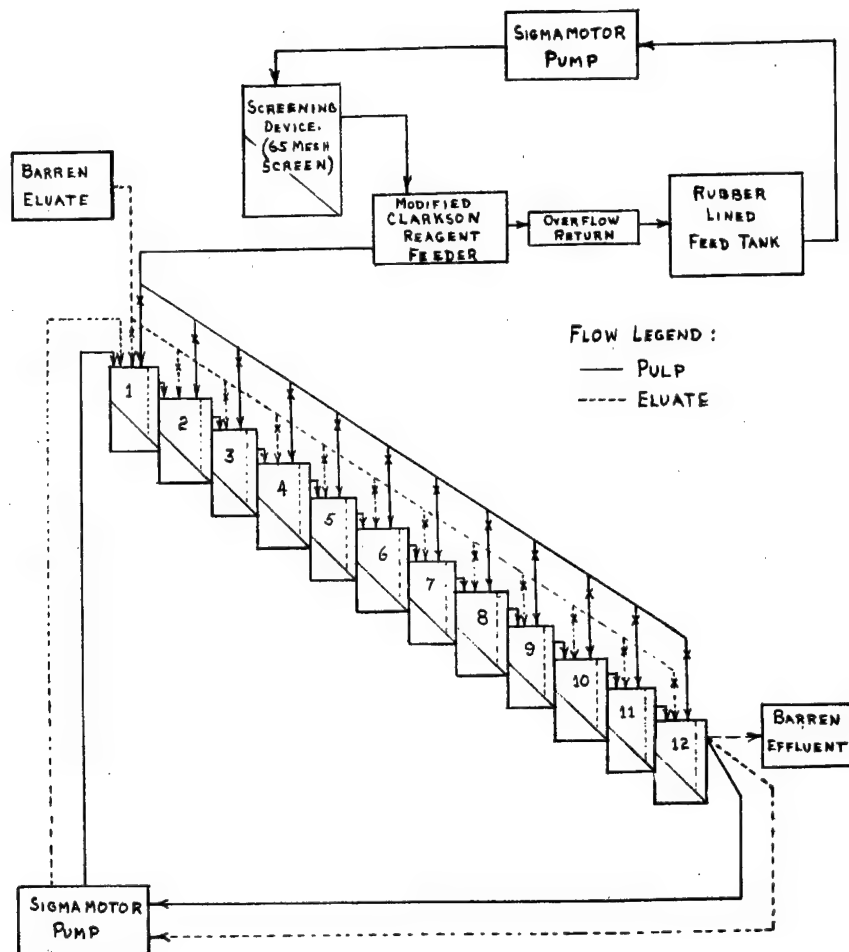 SIGMAMOTOR
PUMP
SCREENING
DEVICE.
(65 MESH
SCREEN)
BARREN
ELUATE
MODIFIED
CLARKSON
REAGENT
FEEDER
OVERFLOW
RETURN
RUBBER
LINED
FEED TANK
FLOW LEGEND :
PULP
ELUATE
1
2
3
4
5
6
7
8
9
10
11
12
BARREN
EFFLUENT
SIGMAMOTOR
PUMP